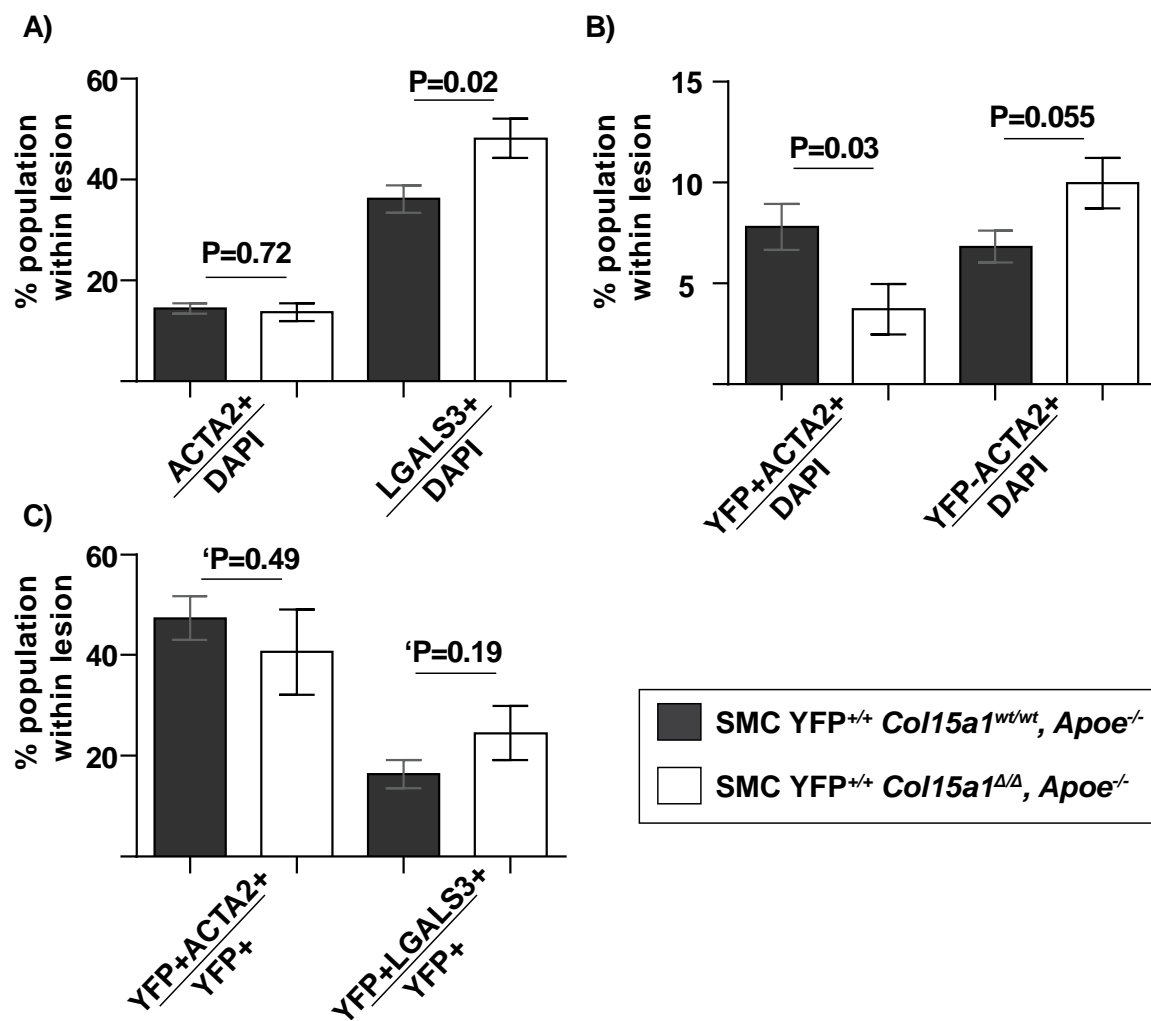 A)
% population
within lesion
60
40
20
P=0.72
P=0.02
ACTA2+
DAPI
LGALS3+
DAPI
B)
% population
within lesion
15
10
5
P=0.03
P=0.055
YFP+ACTA2+
DAPI
YFP-ACTA2+
DAPI
C)
% population
within lesion
60
40
20
‘P=0.49
‘P=0.19
YFP+ACTA2+
YFP+
YFP+LGALS3+
YFP+
SMC YFP+/+ Col15a1wt/wt, Apoe-/-
SMC YFP+/+ Col15a1Δ/Δ, Apoe-/-